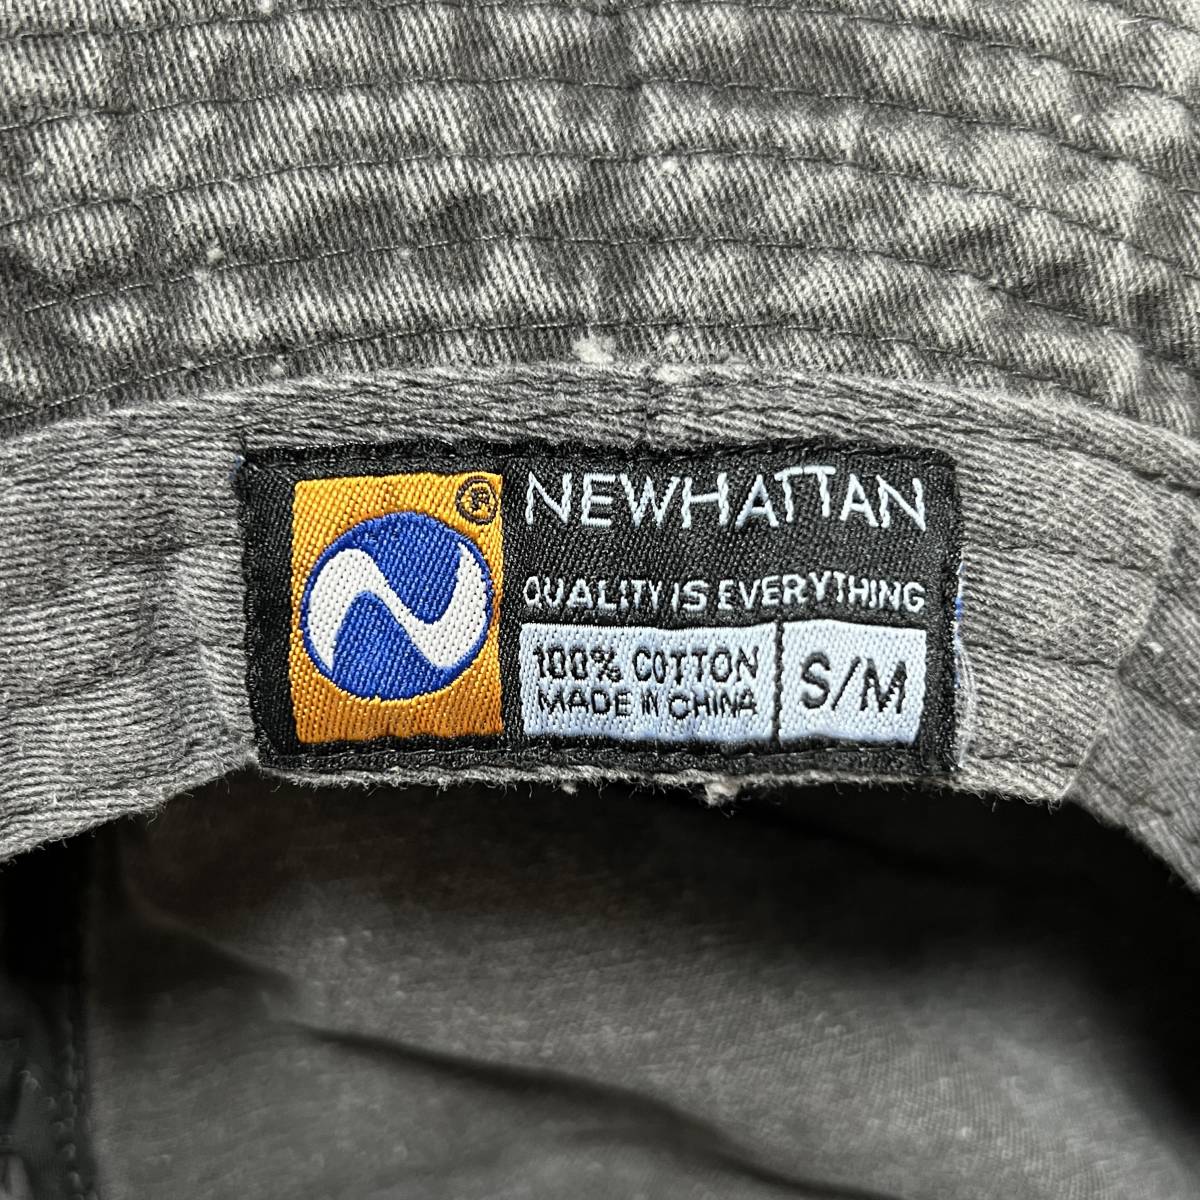 ®
NEWHATTAN
QUALITY IS EVERYTHING
100% COTTON
MADE IN CHINA
S/M